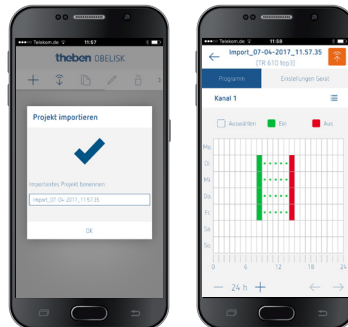 Telekom.de 11:57
theben OBELISK
Projekt importieren
Importiertes Projekt benennen:
Import_07-04-2017_11.57.35
OK
Telekom.de 11:58
Import_07-04-2017_11.57.35
[TR 610 top3]
Programm Einstellungen Gerät
Kanal 1
Auswählen Ein Aus
Mo.
Di.
Mi.
Do.
Fr.
Sa.
So.
0 6 12 18 24
24 h